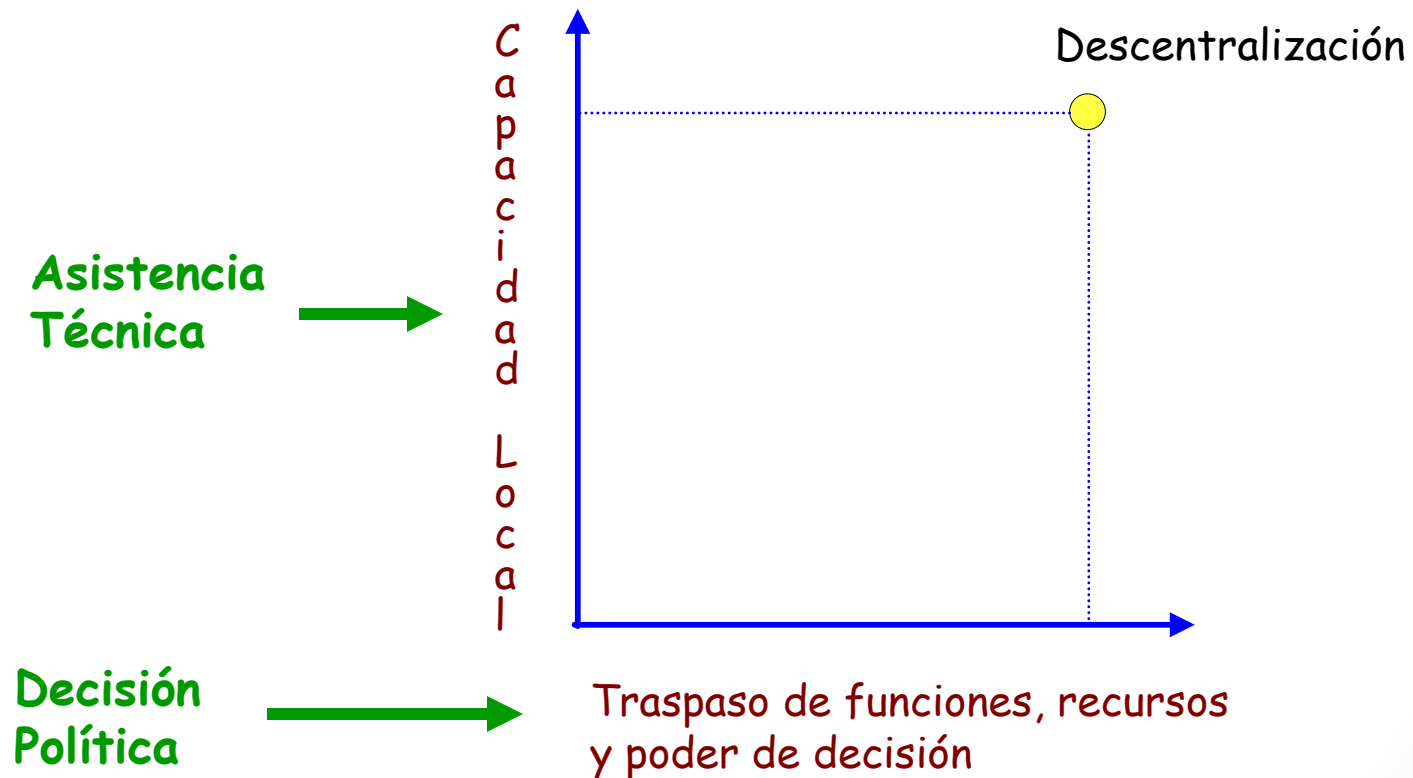 Descentralización
Capacidad Local
Asistencia
Técnica
Decisión
Política
Traspaso de funciones, recursos
y poder de decisión